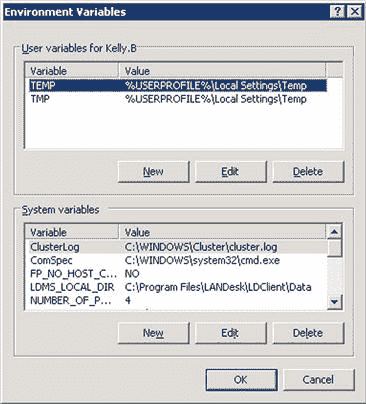 Environment Variables
User variables for Kelly.B
Variable Value
TEMP %USERPROFILE%\Local Settings\Temp
TMP %USERPROFILE%\Local Settings\Temp
New Edit Delete
System variables
Variable Value
ClusterLog C:\WINDOWS\Cluster\cluster.log
ComSpec C:\WINDOWS\system32\cmd.exe
FP_NO_HOST_C... NO
LDMS_LOCAL_DIR C:\Program Files\LANDesk\LDClient\Data
NUMBER_OF_P... 4
New Edit Delete
OK Cancel